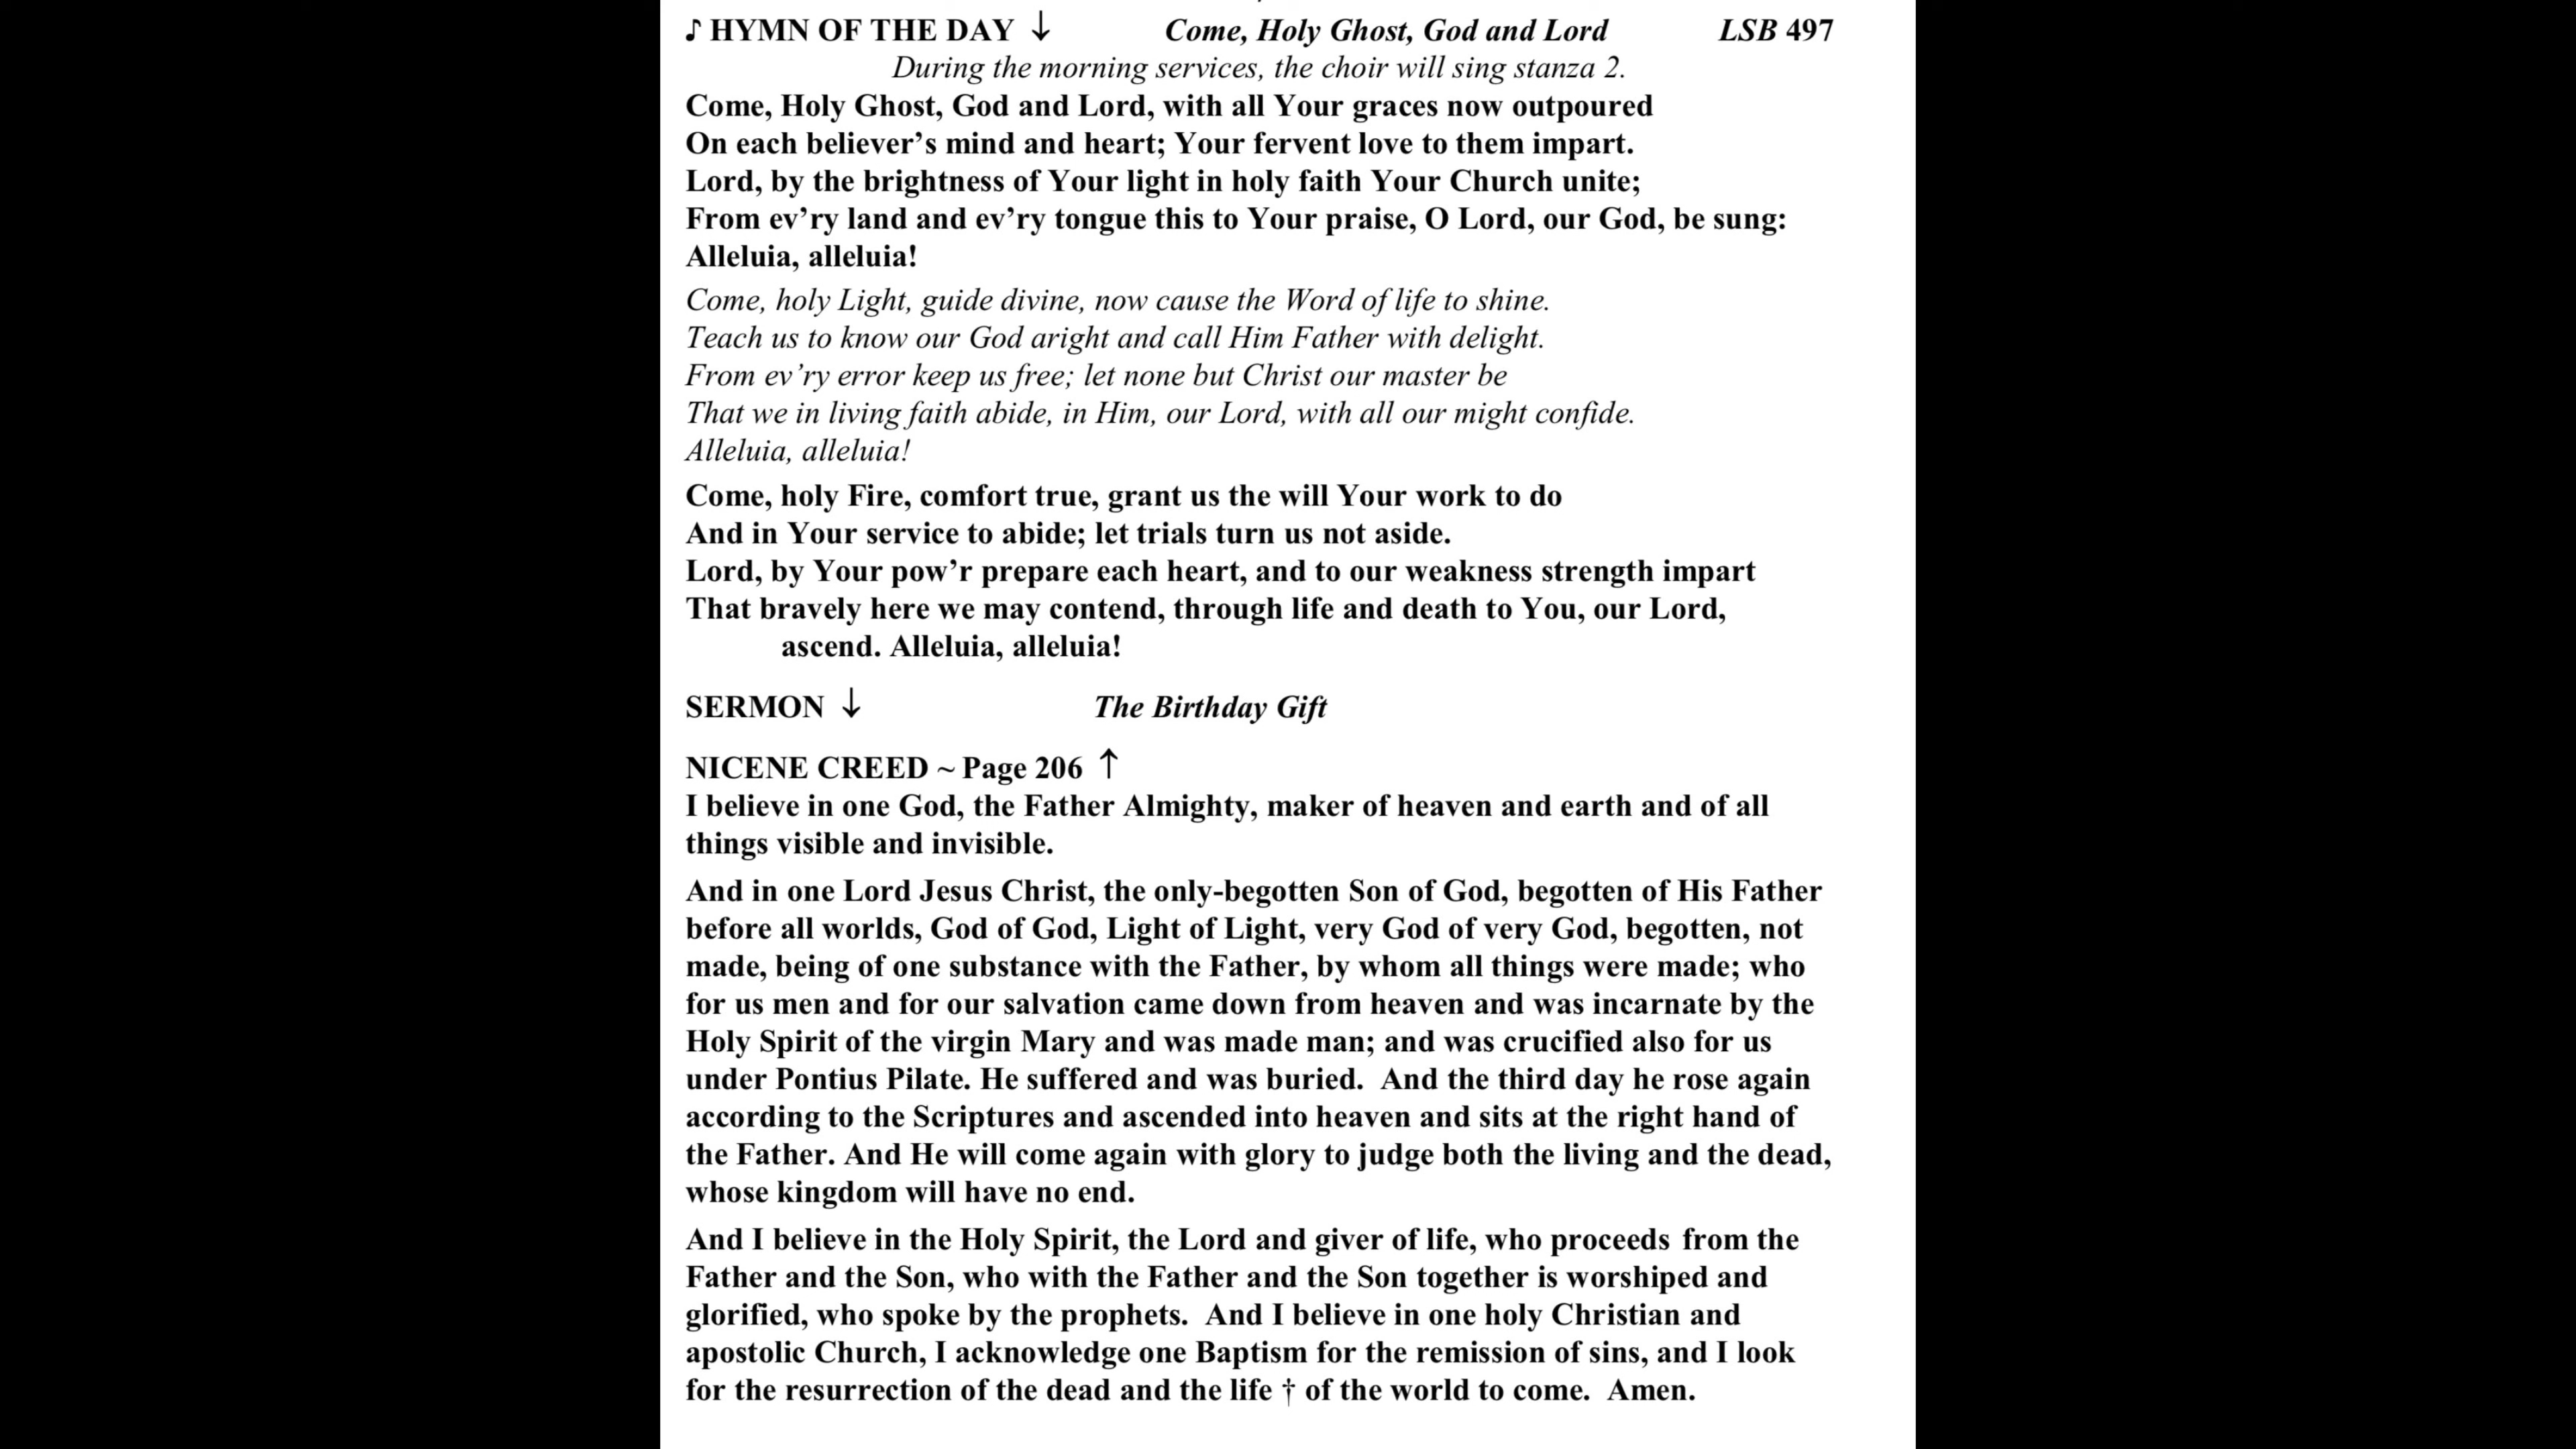 ♪ HYMN OF THE DAY ↓ Come, Holy Ghost, God and Lord LSB 497
During the morning services, the choir will sing stanza 2.
Come, Holy Ghost, God and Lord, with all Your graces now outpoured
On each believer’s mind and heart; Your fervent love to them impart.
Lord, by the brightness of Your light in holy faith Your Church unite;
From ev’ry land and ev’ry tongue this to Your praise, O Lord, our God, be sung:
Alleluia, alleluia!
Come, holy Light, guide divine, now cause the Word of life to shine.
Teach us to know our God aright and call Him Father with delight.
From ev’ry error keep us free; let none but Christ our master be
That we in living faith abide, in Him, our Lord, with all our might confide.
Alleluia, alleluia!
Come, holy Fire, comfort true, grant us the will Your work to do
And in Your service to abide; let trials turn us not aside.
Lord, by Your pow’r prepare each heart, and to our weakness strength impart
That bravely here we may contend, through life and death to You, our Lord,
ascend. Alleluia, alleluia!
SERMON ↓ The Birthday Gift
NICENE CREED ~ Page 206 ↑
I believe in one God, the Father Almighty, maker of heaven and earth and of all
things visible and invisible.
And in one Lord Jesus Christ, the only-begotten Son of God, begotten of His Father
before all worlds, God of God, Light of Light, very God of very God, begotten, not
made, being of one substance with the Father, by whom all things were made; who
for us men and for our salvation came down from heaven and was incarnate by the
Holy Spirit of the virgin Mary and was made man; and was crucified also for us
under Pontius Pilate. He suffered and was buried.  And the third day he rose again
according to the Scriptures and ascended into heaven and sits at the right hand of
the Father. And He will come again with glory to judge both the living and the dead,
whose kingdom will have no end.
And I believe in the Holy Spirit, the Lord and giver of life, who proceeds from the
Father and the Son, who with the Father and the Son together is worshiped and
glorified, who spoke by the prophets.  And I believe in one holy Christian and
apostolic Church, I acknowledge one Baptism for the remission of sins, and I look
for the resurrection of the dead and the life † of the world to come.  Amen.